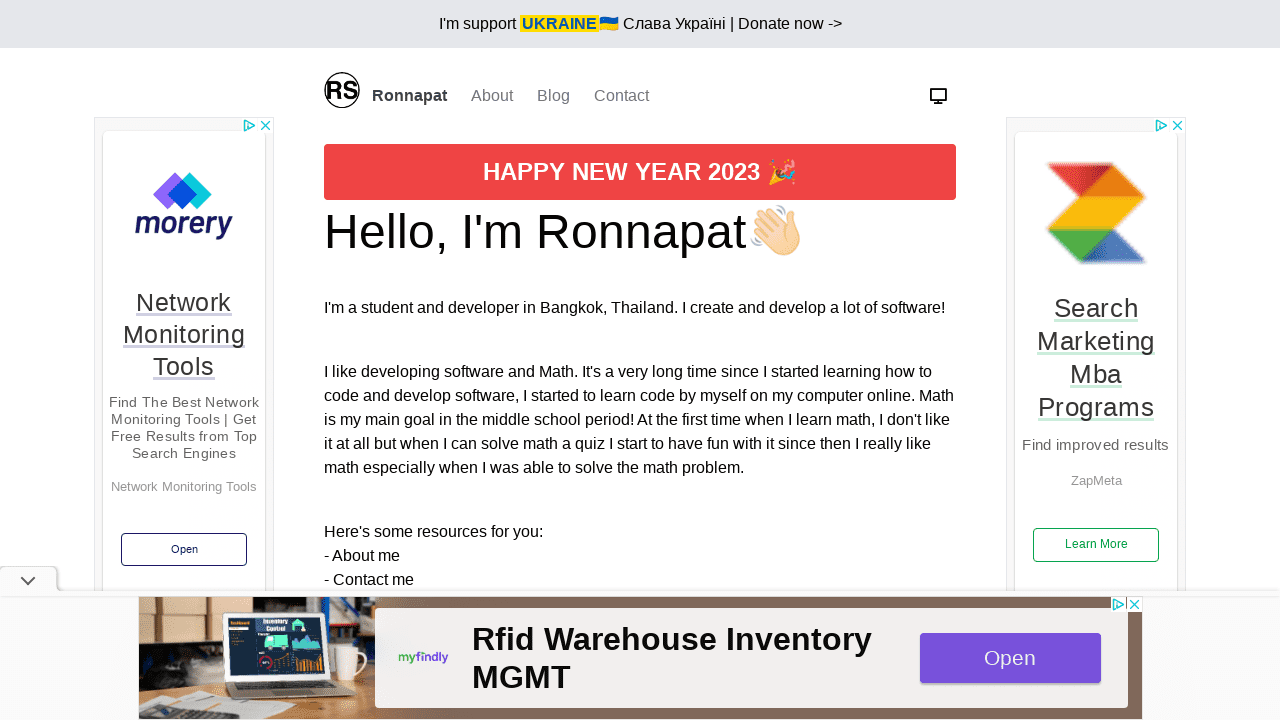 I'm support UKRAINE🇺🇦 Слава Україні | Donate now ->
RS Ronnapat About Blog Contact
HAPPY NEW YEAR 2023 🎉
Hello, I'm Ronnapat👋🏻
I'm a student and developer in Bangkok, Thailand. I create and develop a lot of software!
I like developing software and Math. It's a very long time since I started learning how to
code and develop software, I started to learn code by myself on my computer online. Math
is my main goal in the middle school period! At the first time when I learn math, I don't like
it at all but when I can solve math a quiz I start to have fun with it since then I really like
math especially when I was able to solve the math problem.
Here's some resources for you:
- About me
- Contact me
morery
Network
Monitoring
Tools
Find The Best Network
Monitoring Tools | Get
Free Results from Top
Search Engines
Network Monitoring Tools
Open
Search
Marketing
Mba
Programs
Find improved results
ZapMeta
Learn More
Inventory
Control
myfindly
Rfid Warehouse Inventory
MGMT
Open